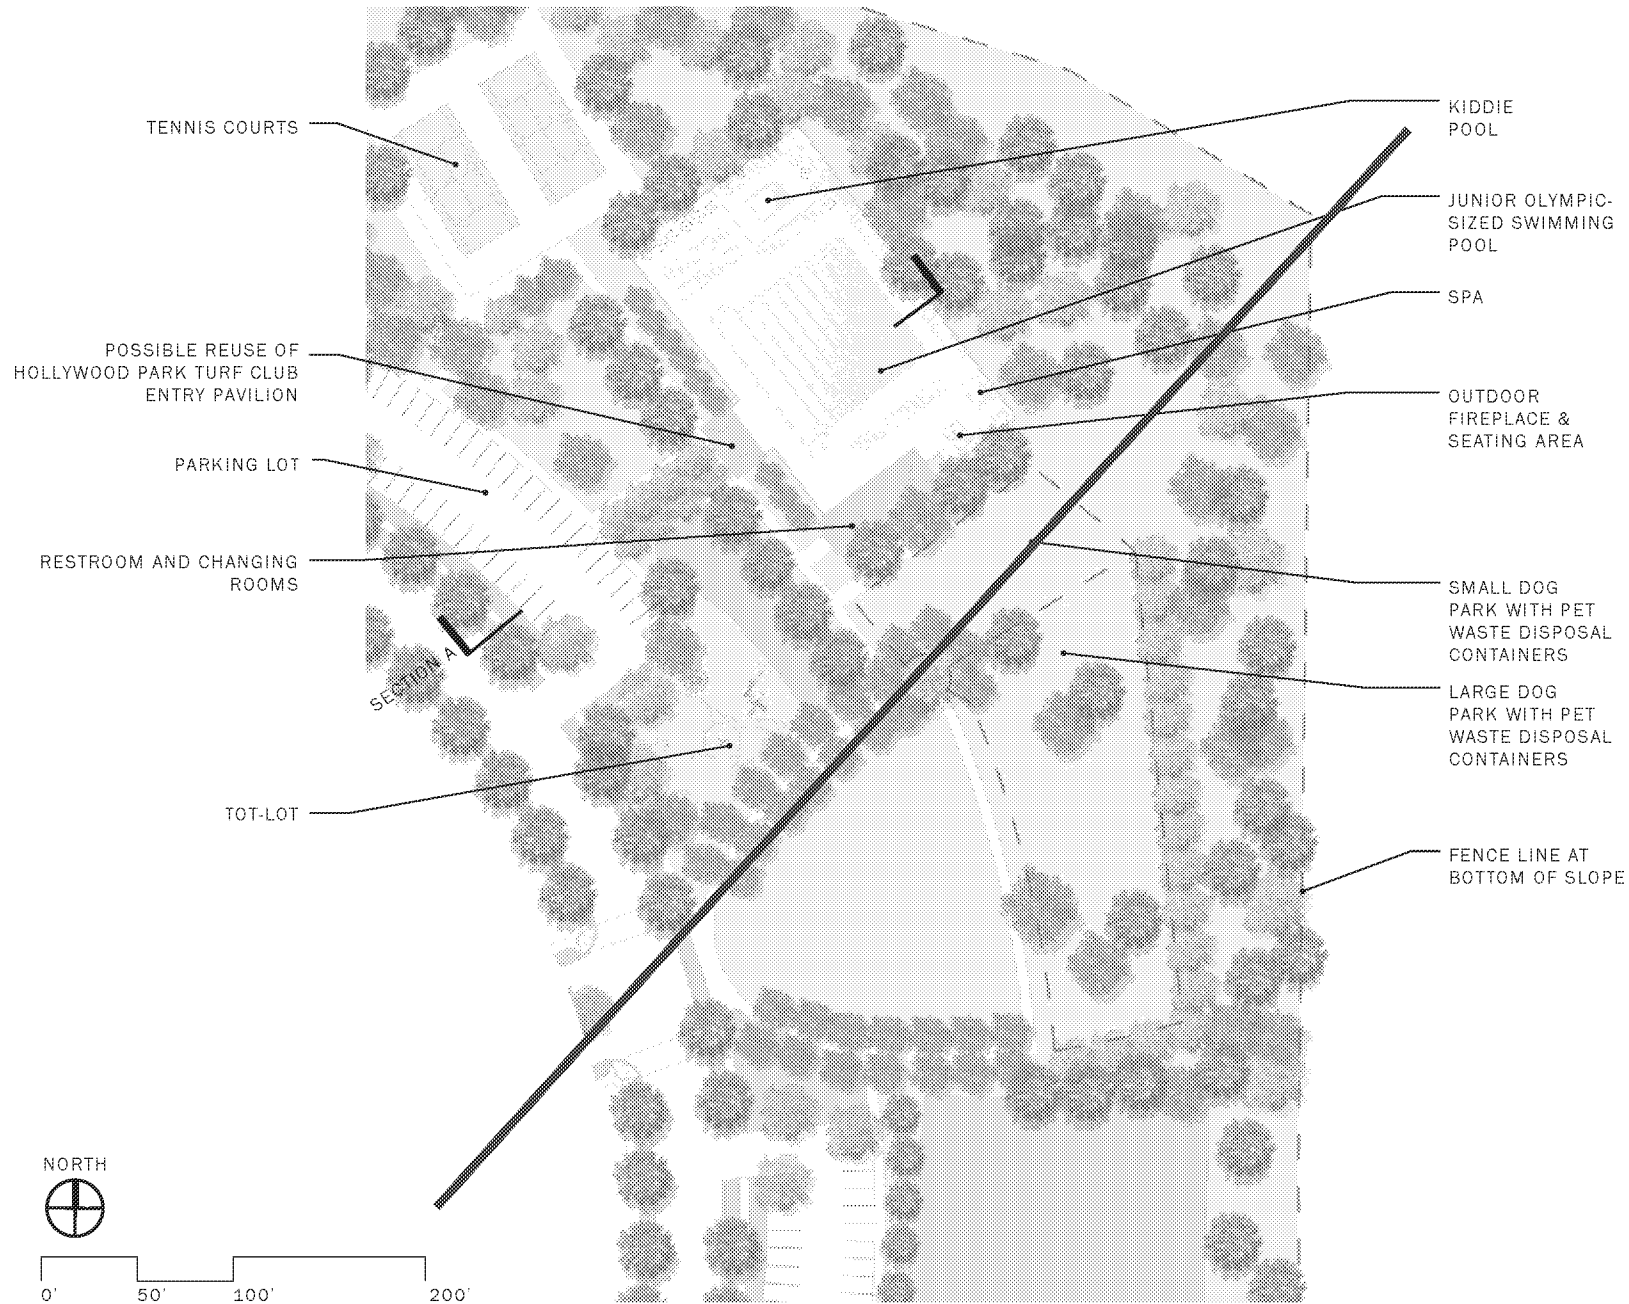 TENNIS COURTS
POSSIBLE REUSE OF
HOLLYWOOD PARK TURF CLUB
ENTRY PAVILION
PARKING LOT
RESTROOM AND CHANGING
ROOMS
SECTION A
TOT-LOT
KIDDIE
POOL
JUNIOR OLYMPIC-
SIZED SWIMMING
POOL
SPA
OUTDOOR
FIREPLACE &
SEATING AREA
SMALL DOG
PARK WITH PET
WASTE DISPOSAL
CONTAINERS
LARGE DOG
PARK WITH PET
WASTE DISPOSAL
CONTAINERS
FENCE LINE AT
BOTTOM OF SLOPE
NORTH
0' 50' 100' 200'